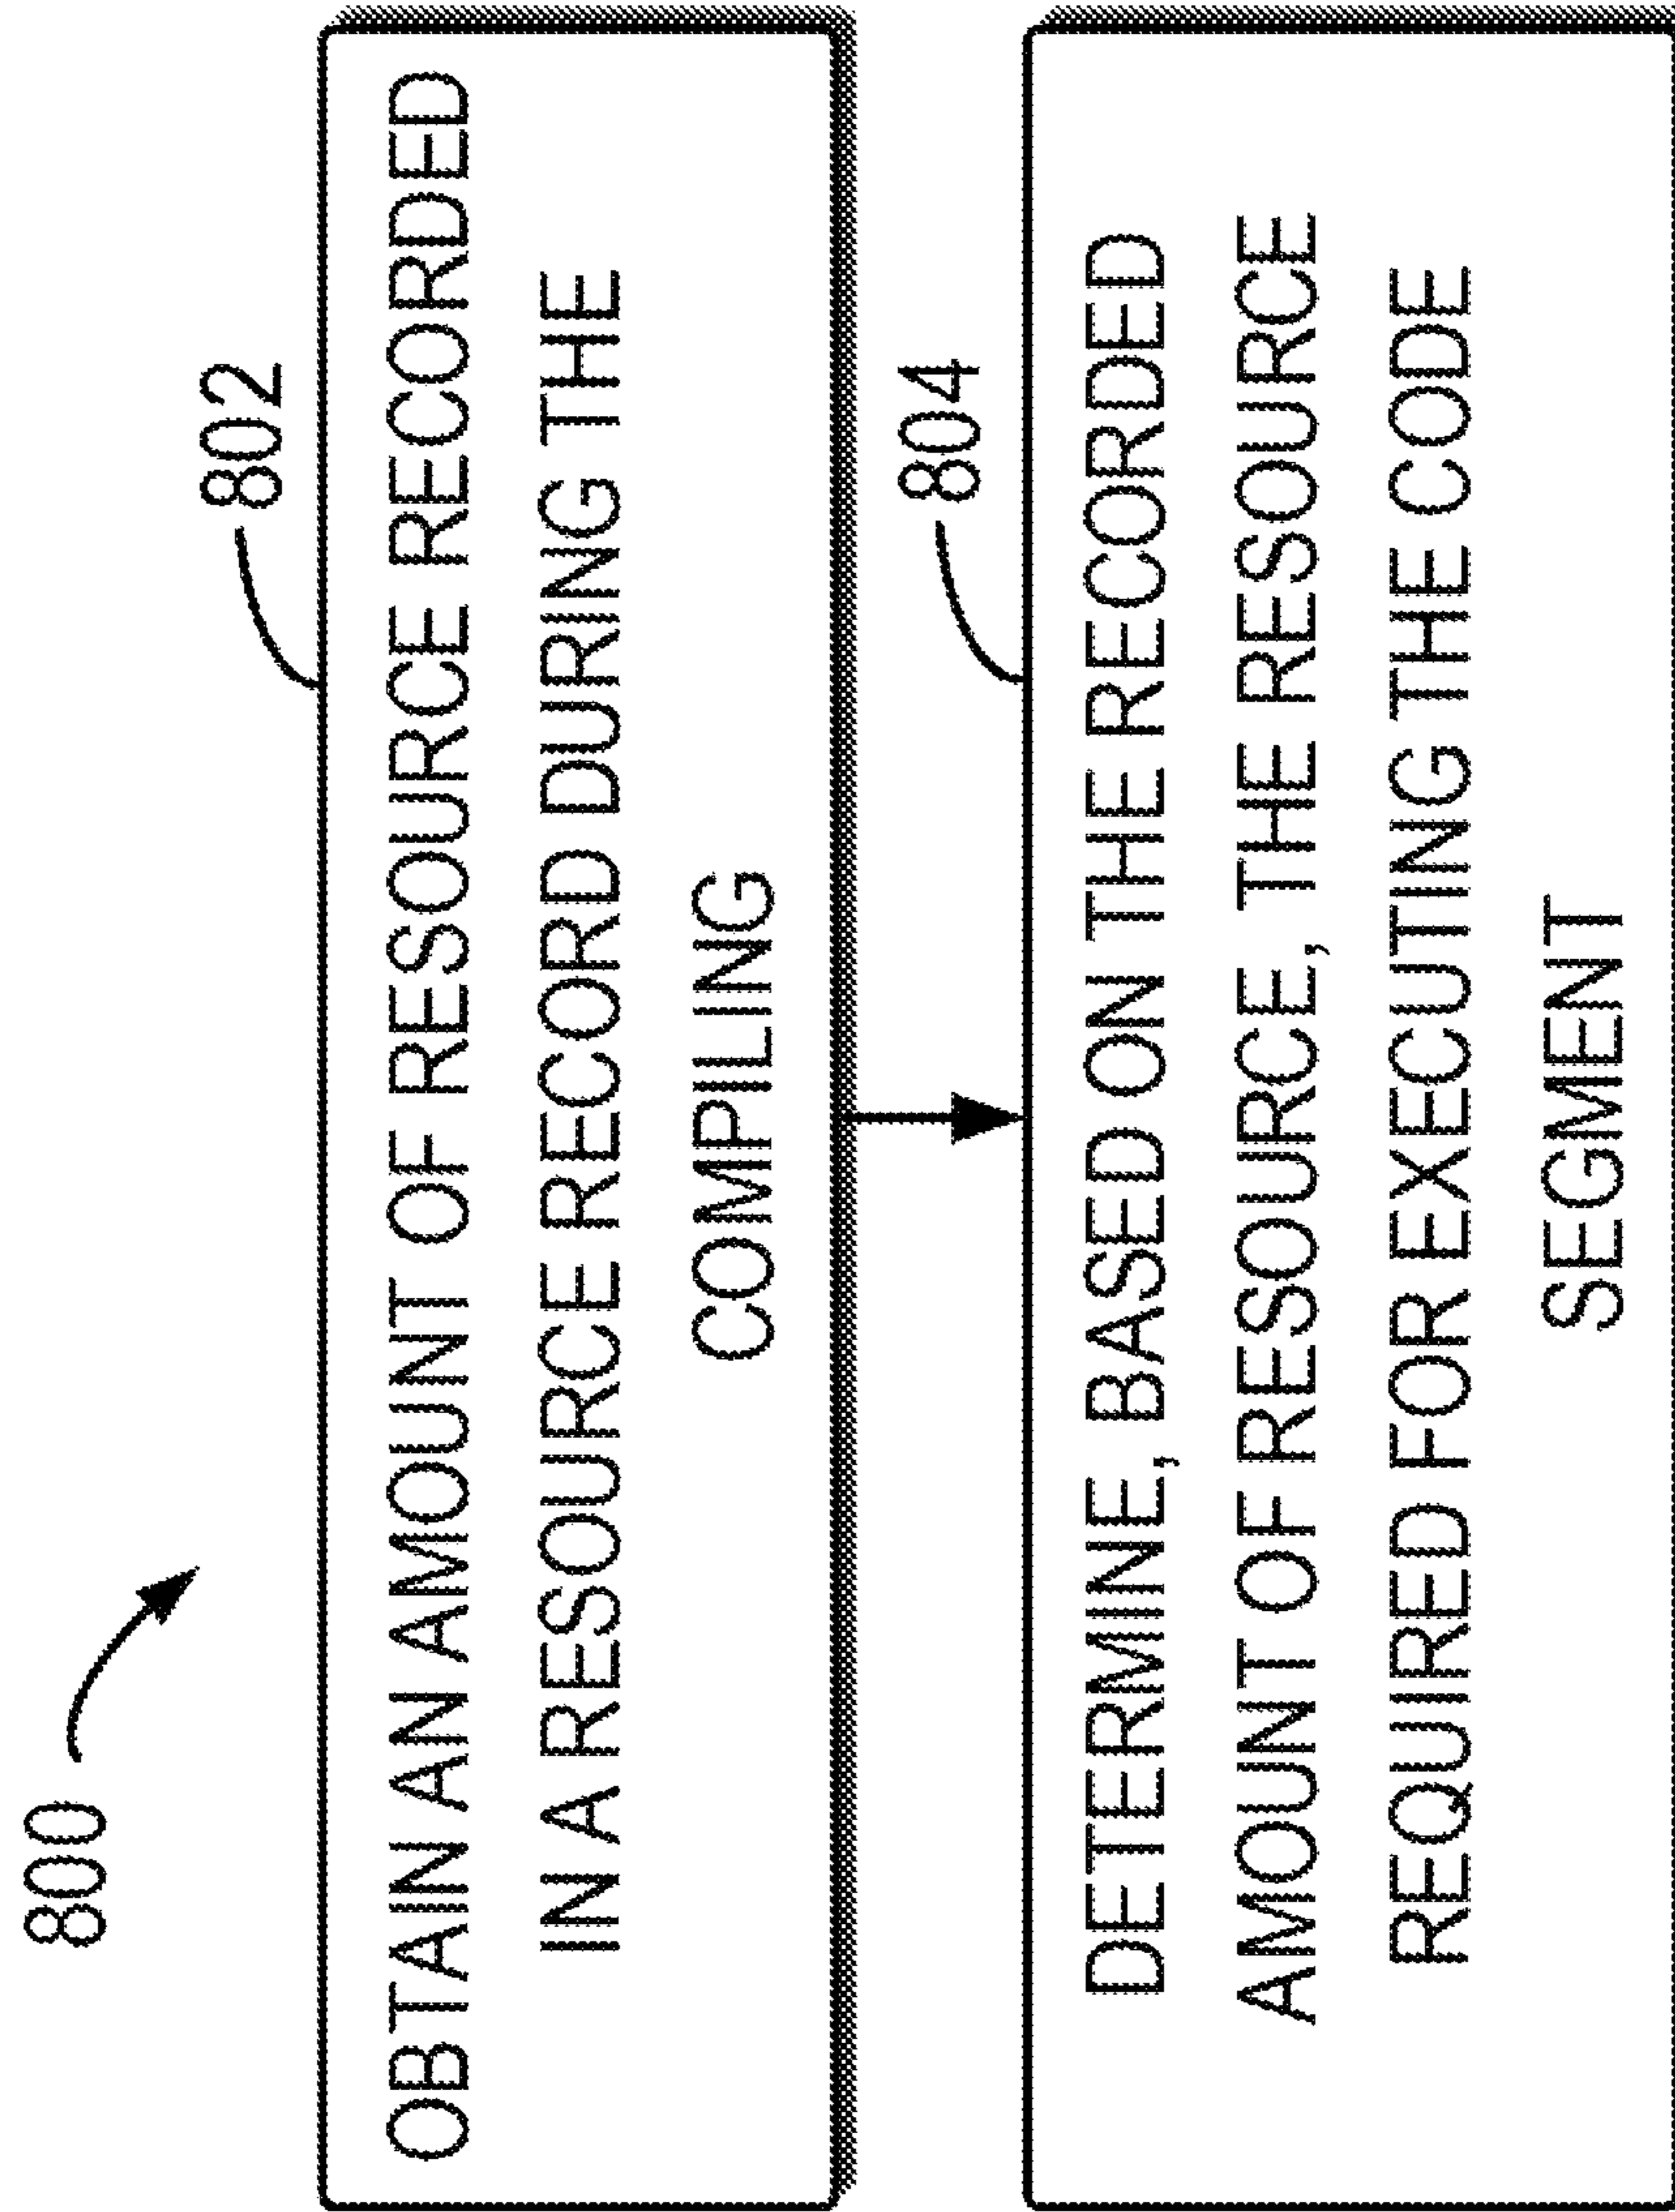 800
802
OBTAIN AN AMOUNT OF RESOURCE RECORDED
IN A RESOURCE RECORD DURING THE
COMPILING
804
DETERMINE, BASED ON THE RECORDED
AMOUNT OF RESOURCE, THE RESOURCE
REQUIRED FOR EXECUTING THE CODE
SEGMENT